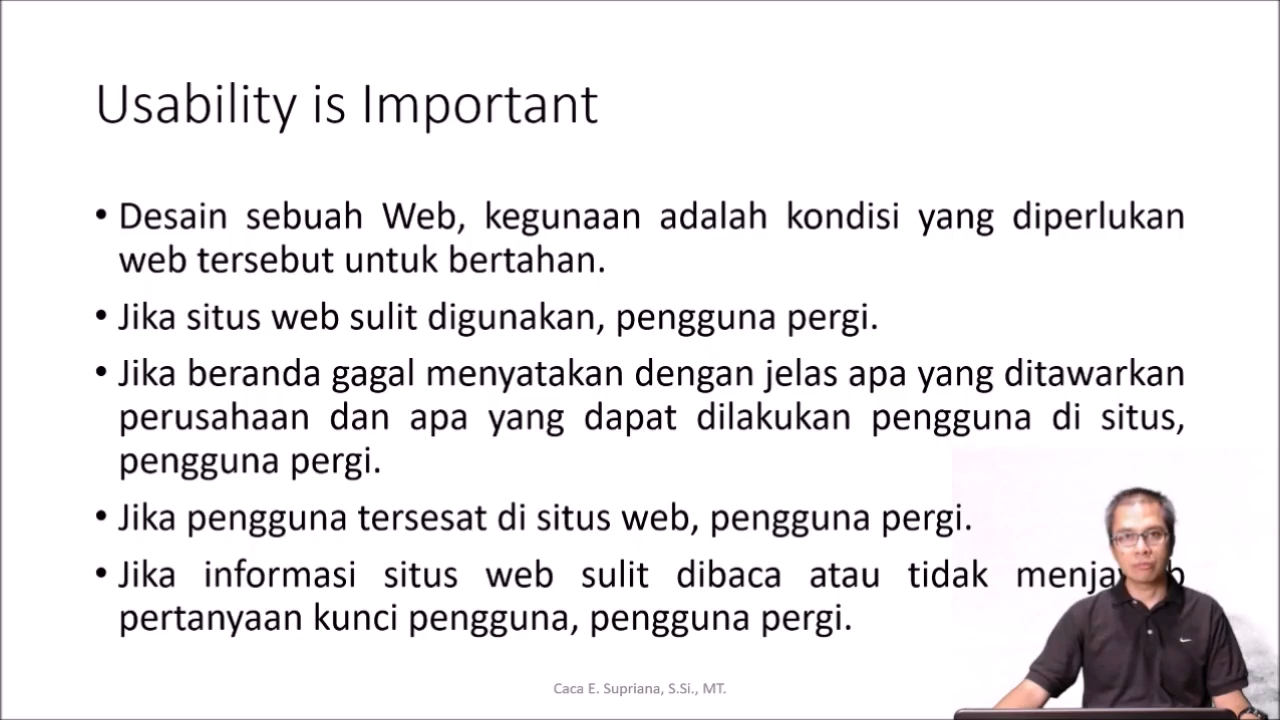 Usability is Important
• Desain sebuah Web, kegunaan adalah kondisi yang diperlukan
web tersebut untuk bertahan.
• Jika situs web sulit digunakan, pengguna pergi.
• Jika beranda gagal menyatakan dengan jelas apa yang ditawarkan
perusahaan dan apa yang dapat dilakukan pengguna di situs,
pengguna pergi.
• Jika pengguna tersesat di situs web, pengguna pergi.
• Jika informasi situs web sulit dibaca atau tidak
pertanyaan kunci pengguna, pengguna pergi.
Caca E. Supriana, S.Si., MT.